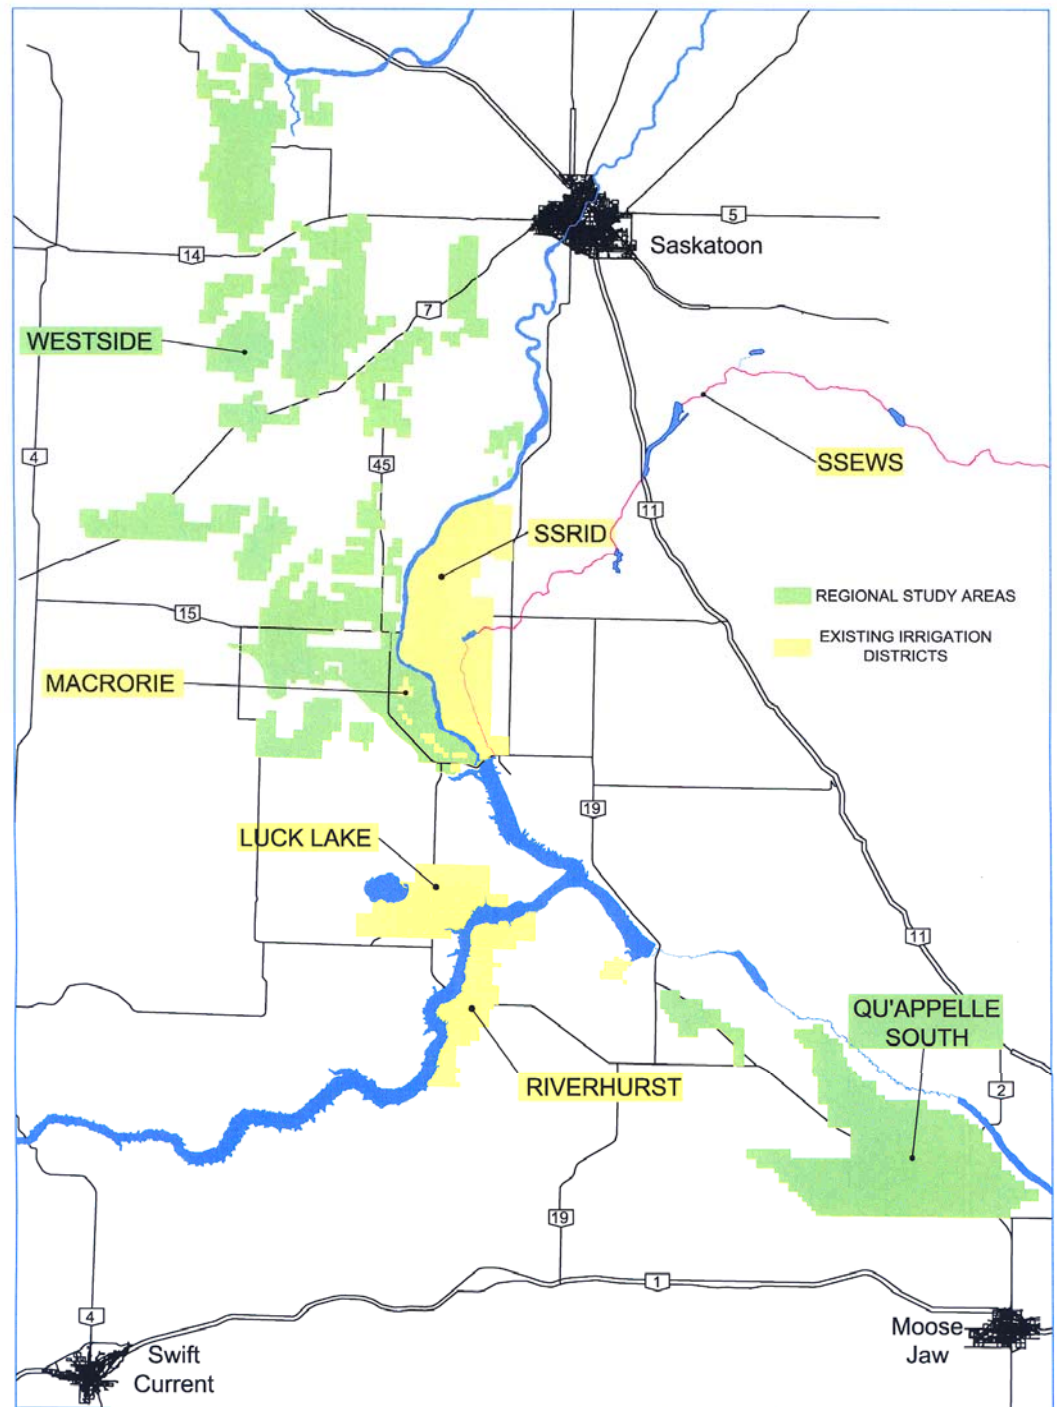 5
Saskatoon
14
7
WESTSIDE
4
45
SSEWS
11
SSRID
REGIONAL STUDY AREAS
15
EXISTING IRRIGATION
DISTRICTS
MACRORIE
19
LUCK LAKE
11
QU'APPELLE
SOUTH
RIVERHURST
2
19
1
4
Moose
Jaw
Swift
Current